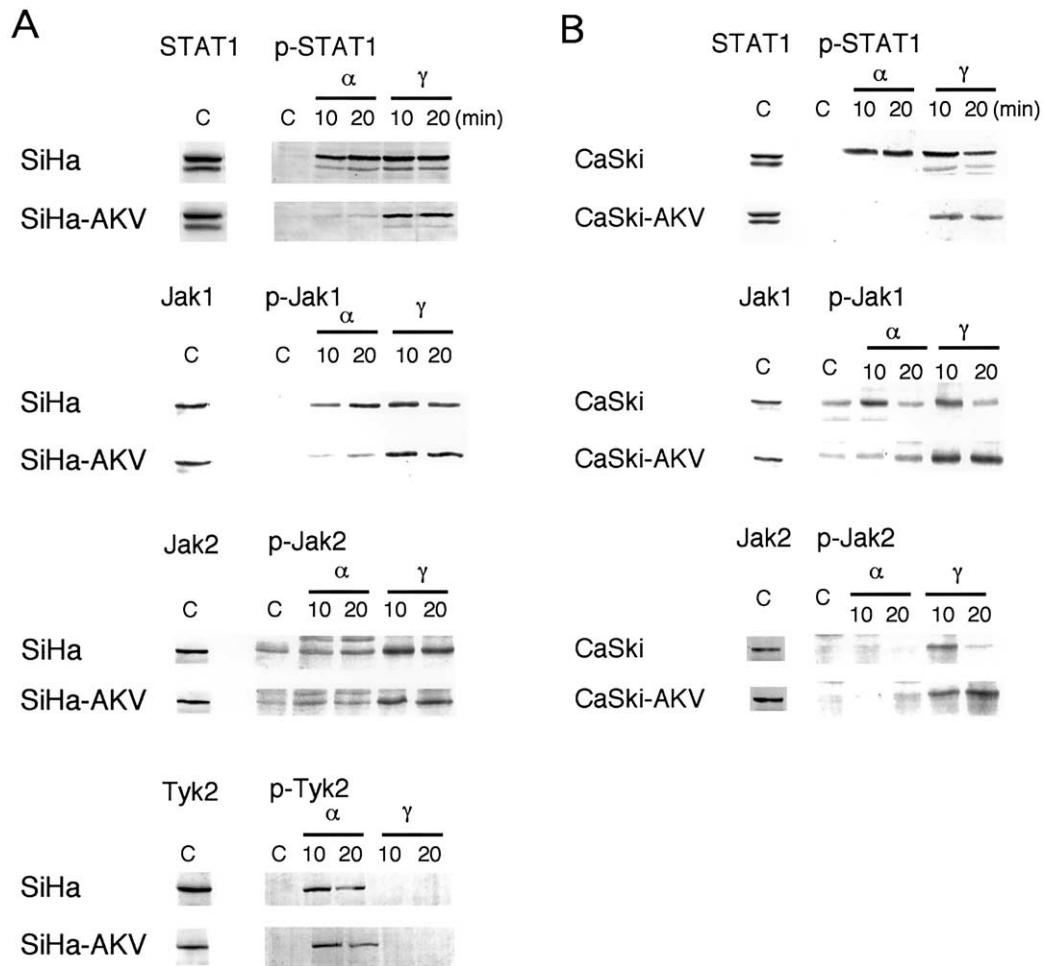 A
STAT1 p-STAT1
α γ
C C 10 20 10 20 (min)
SiHa
SiHa-AKV
Jak1 p-Jak1
α γ
C C 10 20 10 20
SiHa
SiHa-AKV
Jak2 p-Jak2
α γ
C C 10 20 10 20
SiHa
SiHa-AKV
Tyk2 p-Tyk2
α γ
C C 10 20 10 20
SiHa
SiHa-AKV
B
STAT1 p-STAT1
α γ
C C 10 20 10 20 (min)
CaSki
CaSki-AKV
Jak1 p-Jak1
α γ
C C 10 20 10 20
CaSki
CaSki-AKV
Jak2 p-Jak2
α γ
C C 10 20 10 20
CaSki
CaSki-AKV